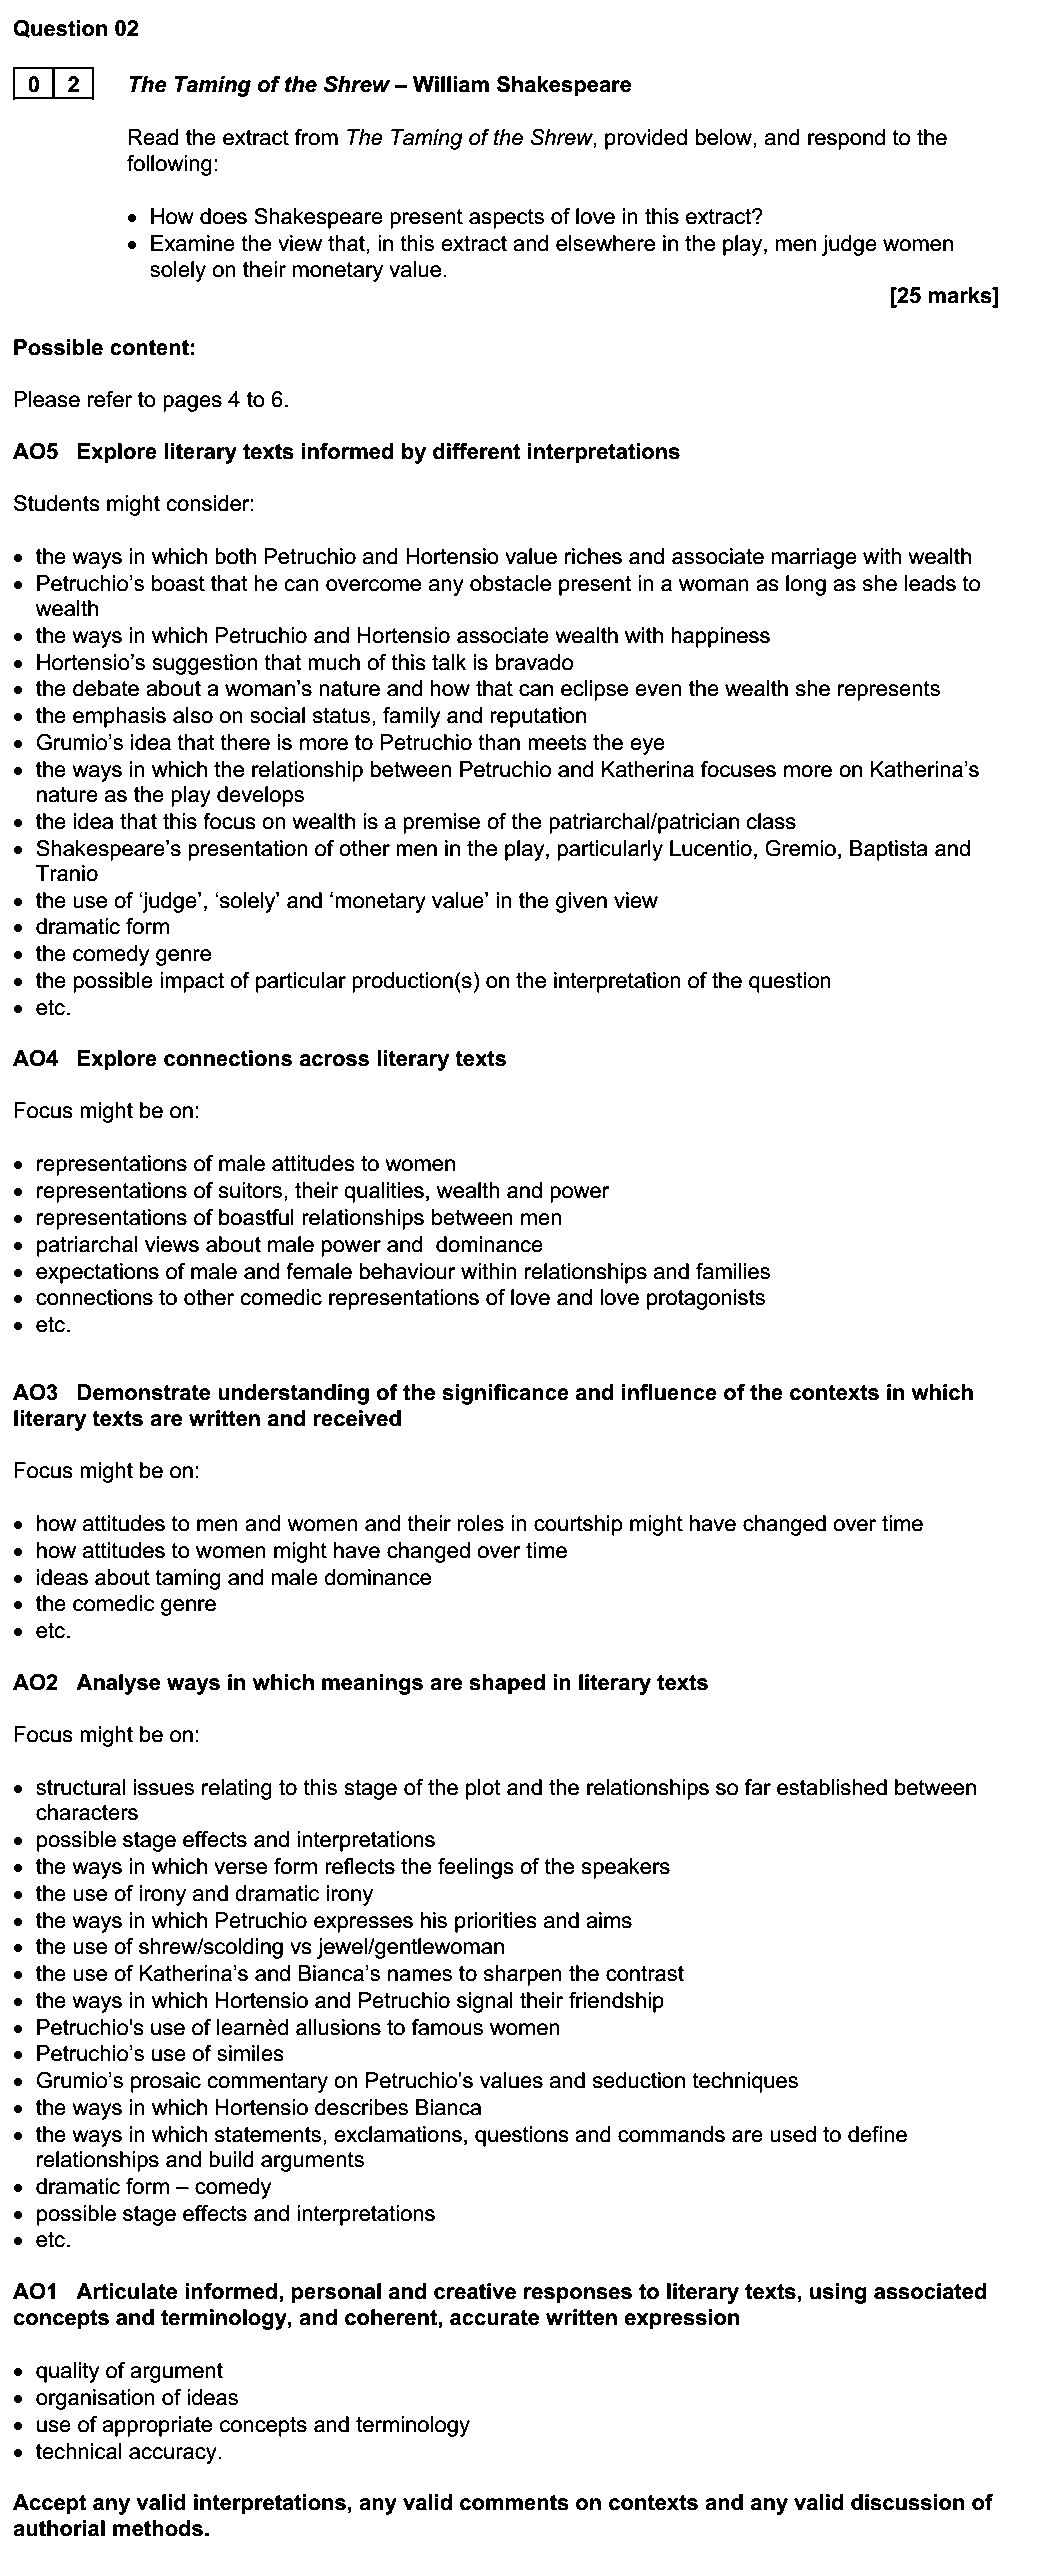 Question 02
0 2 The Taming of the Shrew – William Shakespeare
Read the extract from The Taming of the Shrew, provided below, and respond to the
following:
• How does Shakespeare present aspects of love in this extract?
• Examine the view that, in this extract and elsewhere in the play, men judge women
solely on their monetary value.
[25 marks]
Possible content:
Please refer to pages 4 to 6.
AO5 Explore literary texts informed by different interpretations
Students might consider:
• the ways in which both Petruchio and Hortensio value riches and associate marriage with wealth
• Petruchio’s boast that he can overcome any obstacle present in a woman as long as she leads to
wealth
• the ways in which Petruchio and Hortensio associate wealth with happiness
• Hortensio’s suggestion that much of this talk is bravado
• the debate about a woman’s nature and how that can eclipse even the wealth she represents
• the emphasis also on social status, family and reputation
• Grumio’s idea that there is more to Petruchio than meets the eye
• the ways in which the relationship between Petruchio and Katherina focuses more on Katherina’s
nature as the play develops
• the idea that this focus on wealth is a premise of the patriarchal/patrician class
• Shakespeare’s presentation of other men in the play, particularly Lucentio, Gremio, Baptista and
Tranio
• the use of ‘judge’, ‘solely’ and ‘monetary value’ in the given view
• dramatic form
• the comedy genre
• the possible impact of particular production(s) on the interpretation of the question
• etc.
AO4 Explore connections across literary texts
Focus might be on:
• representations of male attitudes to women
• representations of suitors, their qualities, wealth and power
• representations of boastful relationships between men
• patriarchal views about male power and dominance
• expectations of male and female behaviour within relationships and families
• connections to other comedic representations of love and love protagonists
• etc.
AO3 Demonstrate understanding of the significance and influence of the contexts in which
literary texts are written and received
Focus might be on:
• how attitudes to men and women and their roles in courtship might have changed over time
• how attitudes to women might have changed over time
• ideas about taming and male dominance
• the comedic genre
• etc.
AO2 Analyse ways in which meanings are shaped in literary texts
Focus might be on:
• structural issues relating to this stage of the plot and the relationships so far established between
characters
• possible stage effects and interpretations
• the ways in which verse form reflects the feelings of the speakers
• the use of irony and dramatic irony
• the ways in which Petruchio expresses his priorities and aims
• the use of shrew/scolding vs jewel/gentlewoman
• the use of Katherina’s and Bianca’s names to sharpen the contrast
• the ways in which Hortensio and Petruchio signal their friendship
• Petruchio's use of learnèd allusions to famous women
• Petruchio’s use of similes
• Grumio’s prosaic commentary on Petruchio’s values and seduction techniques
• the ways in which Hortensio describes Bianca
• the ways in which statements, exclamations, questions and commands are used to define
relationships and build arguments
• dramatic form – comedy
• possible stage effects and interpretations
• etc.
AO1 Articulate informed, personal and creative responses to literary texts, using associated
concepts and terminology, and coherent, accurate written expression
• quality of argument
• organisation of ideas
• use of appropriate concepts and terminology
• technical accuracy.
Accept any valid interpretations, any valid comments on contexts and any valid discussion of
authorial methods.